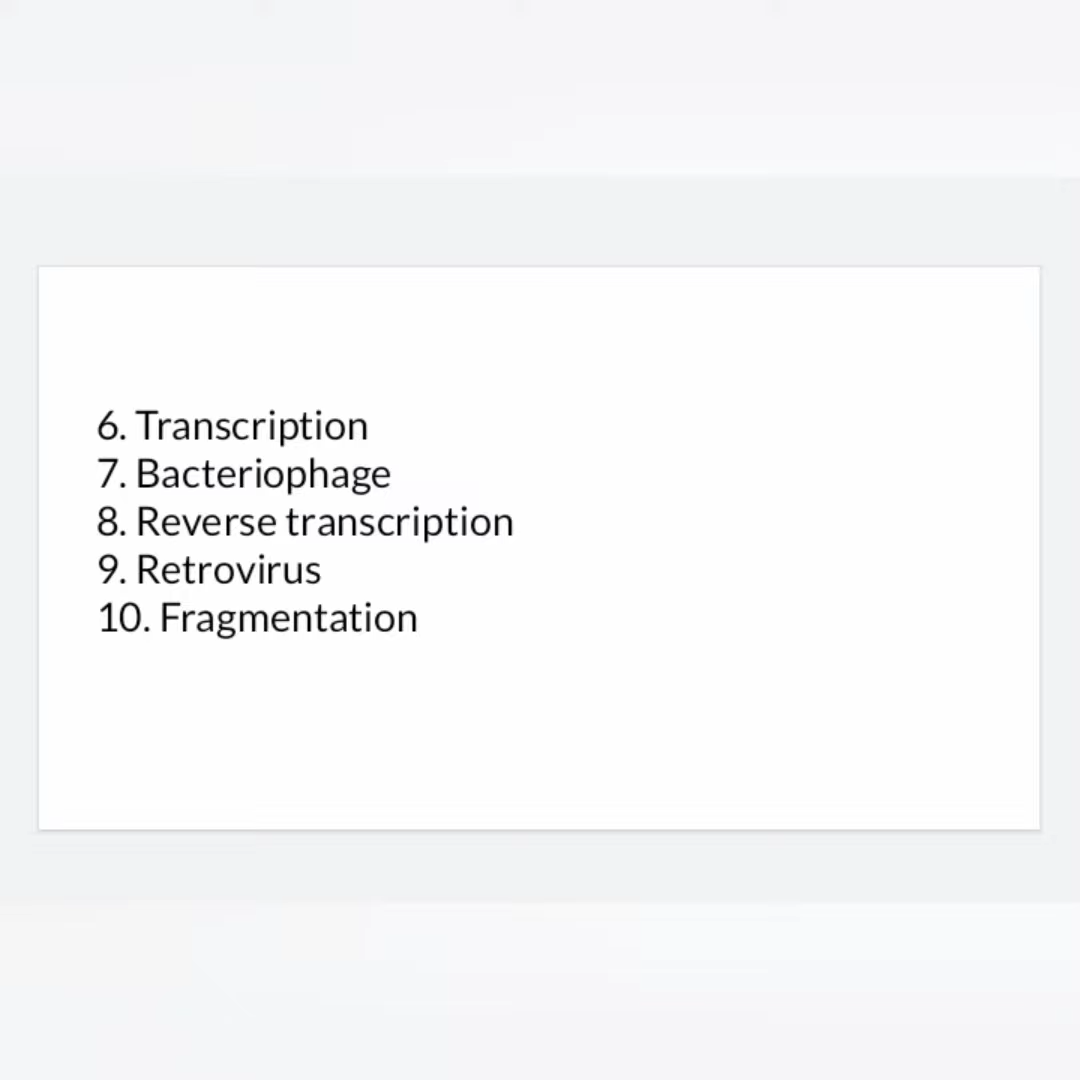 6. Transcription
7. Bacteriophage
8. Reverse transcription
9. Retrovirus
10. Fragmentation